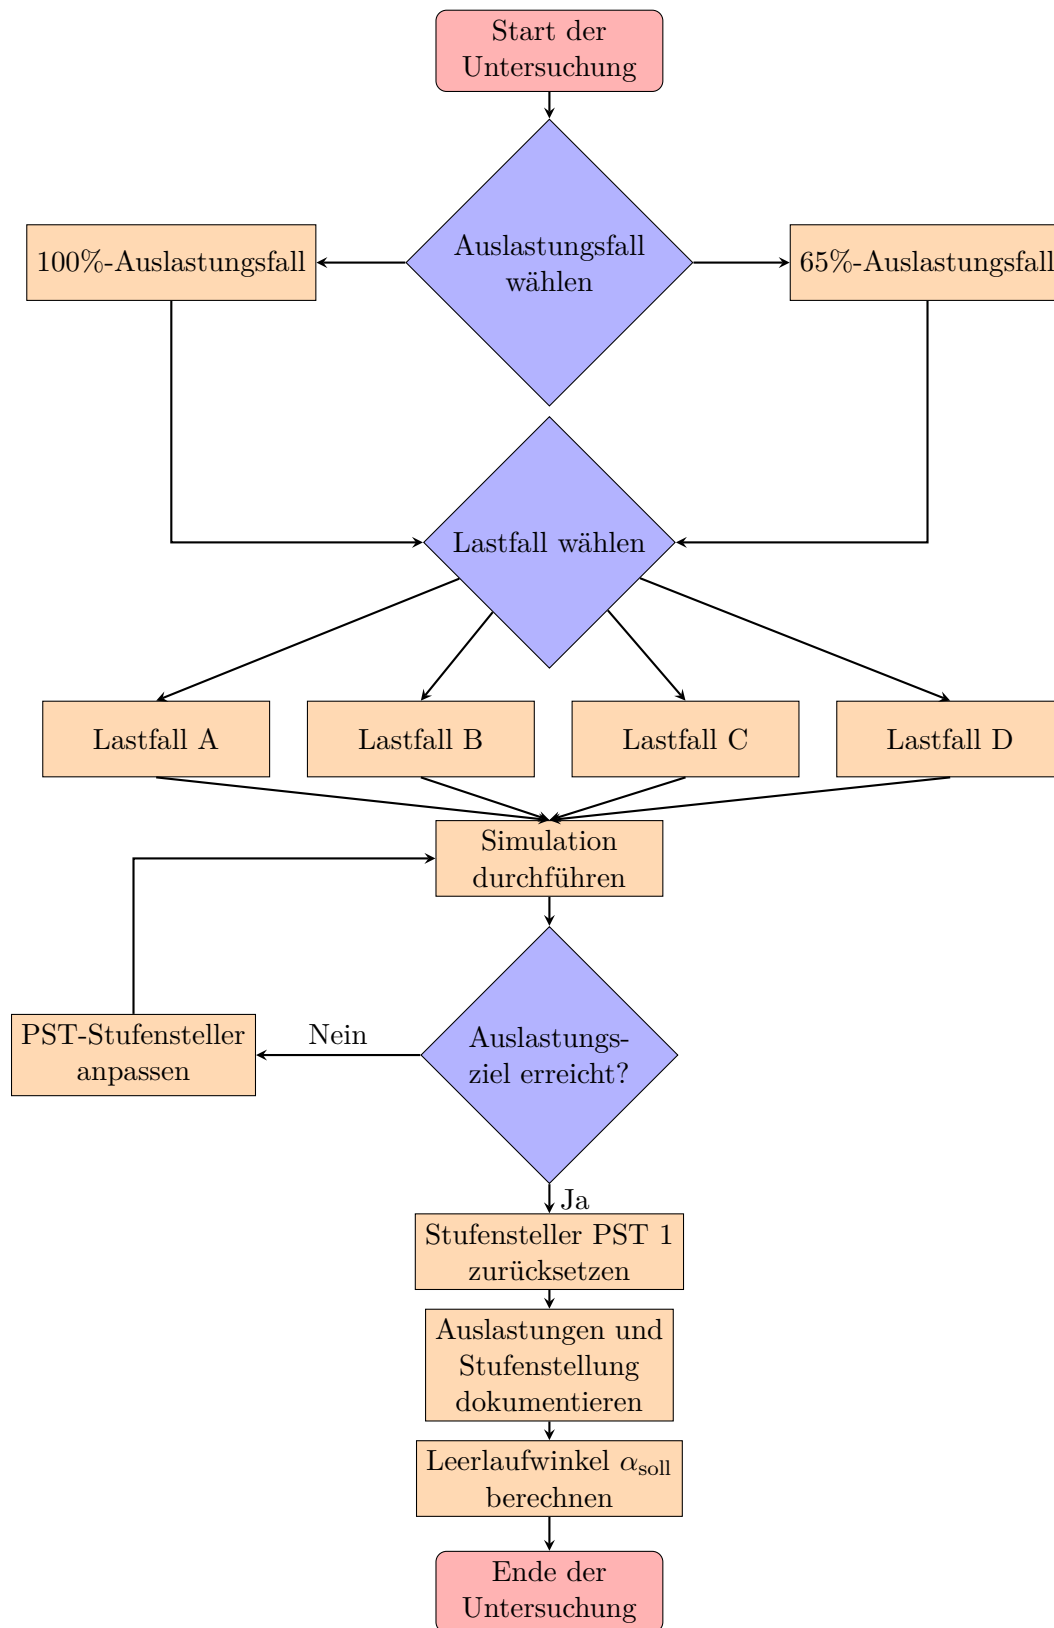 Start der
Untersuchung
Auslastungsfall
wählen
100%-Auslastungsfall
65%-Auslastungsfall
Lastfall wählen
Lastfall A
Lastfall B
Lastfall C
Lastfall D
Simulation
durchführen
Auslastungs-
ziel erreicht?
Nein
PST-Stufensteller
anpassen
Ja
Stufensteller PST 1
zurücksetzen
Auslastungen und
Stufenstellung
dokumentieren
Leerlaufwinkel α_soll
berechnen
Ende der
Untersuchung